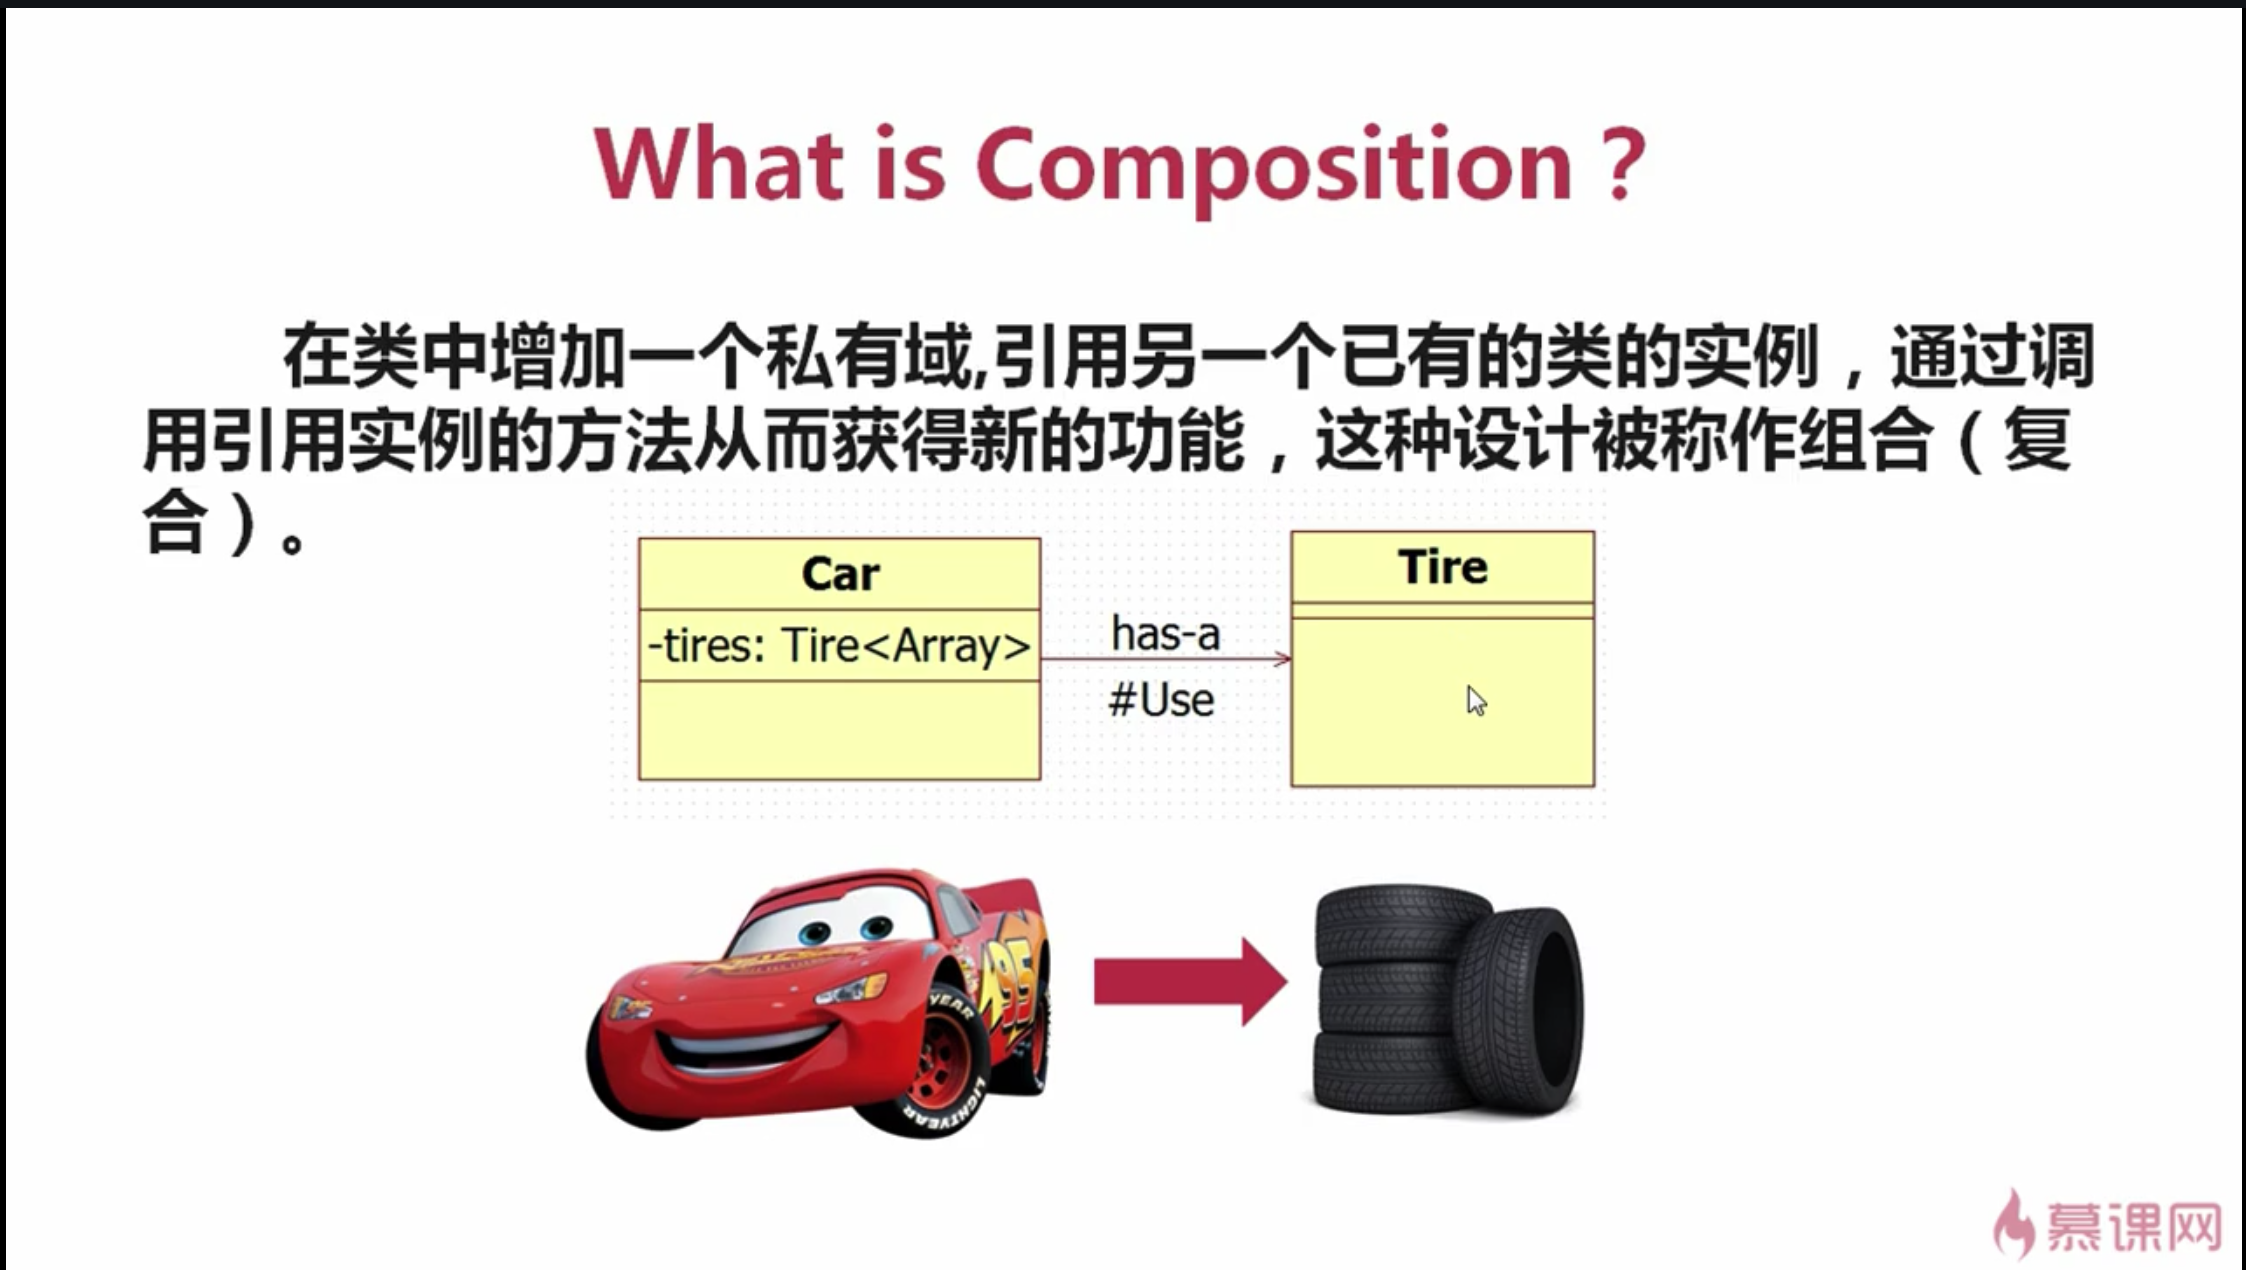 What is Composition？
在类中增加一个私有域,引用另一个已有的类的实例，通过调
用引用实例的方法从而获得新的功能，这种设计被称作组合（复
合）。
Car
-tires: Tire<Array>
has-a
#Use
Tire
95
YEAR
LIGHTYEAR
慕课网